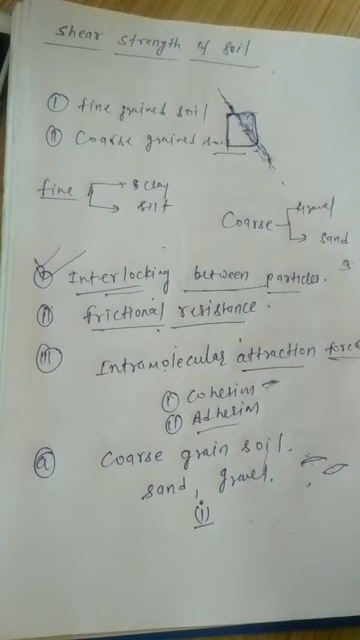 Shear Strength of Soil
(i) fine grained soil
(ii) Coarse grained soil
fine → clay
→ silt
Coarse → gravel
→ sand
(i) Interlocking between particles.
(ii) frictional resistance.
(iii) Intramolecular attraction force
(i) Cohesion
(ii) Adhesion
(a) Coarse grain soil.
sand, gravel.
(i)